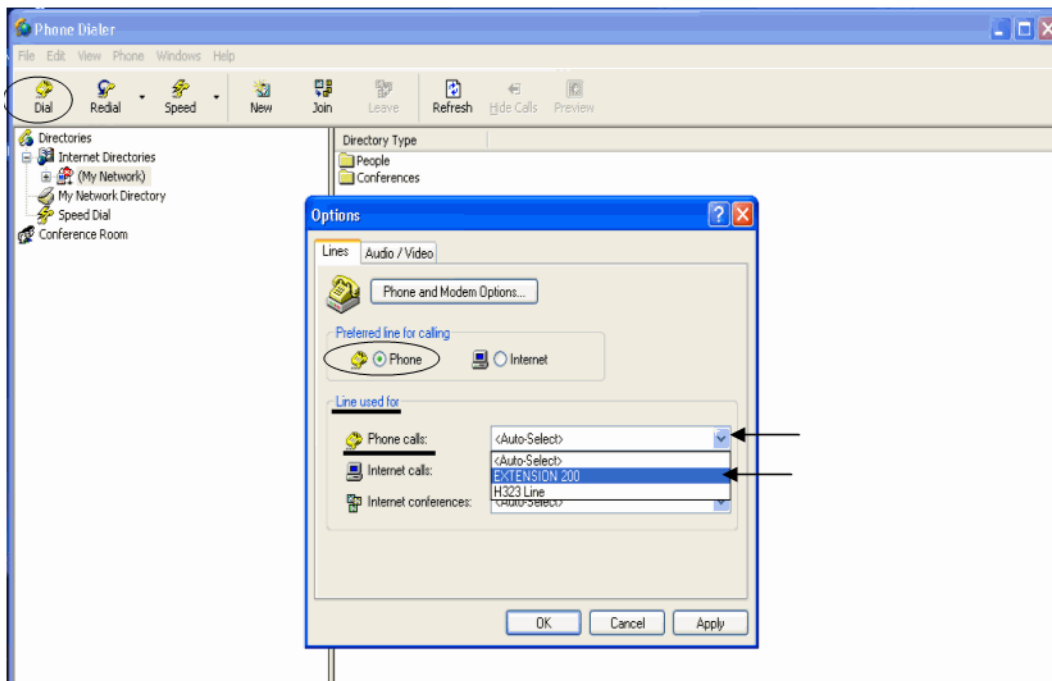 Phone Dialer
File Edit View Phone Windows Help
Dial Redial Speed New Join Leave Refresh Hide Calls Preview
Directories
Internet Directories
(My Network)
My Network Directory
Speed Dial
Conference Room
Directory Type
People
Conferences
Options
Lines Audio / Video
Phone and Modem Options...
Preferred line for calling
Phone Internet
Line used for
Phone calls: <Auto-Select>
<Auto-Select>
Internet calls: EXTENSION 200
H323 Line
Internet conferences: <Auto-Select>
OK Cancel Apply